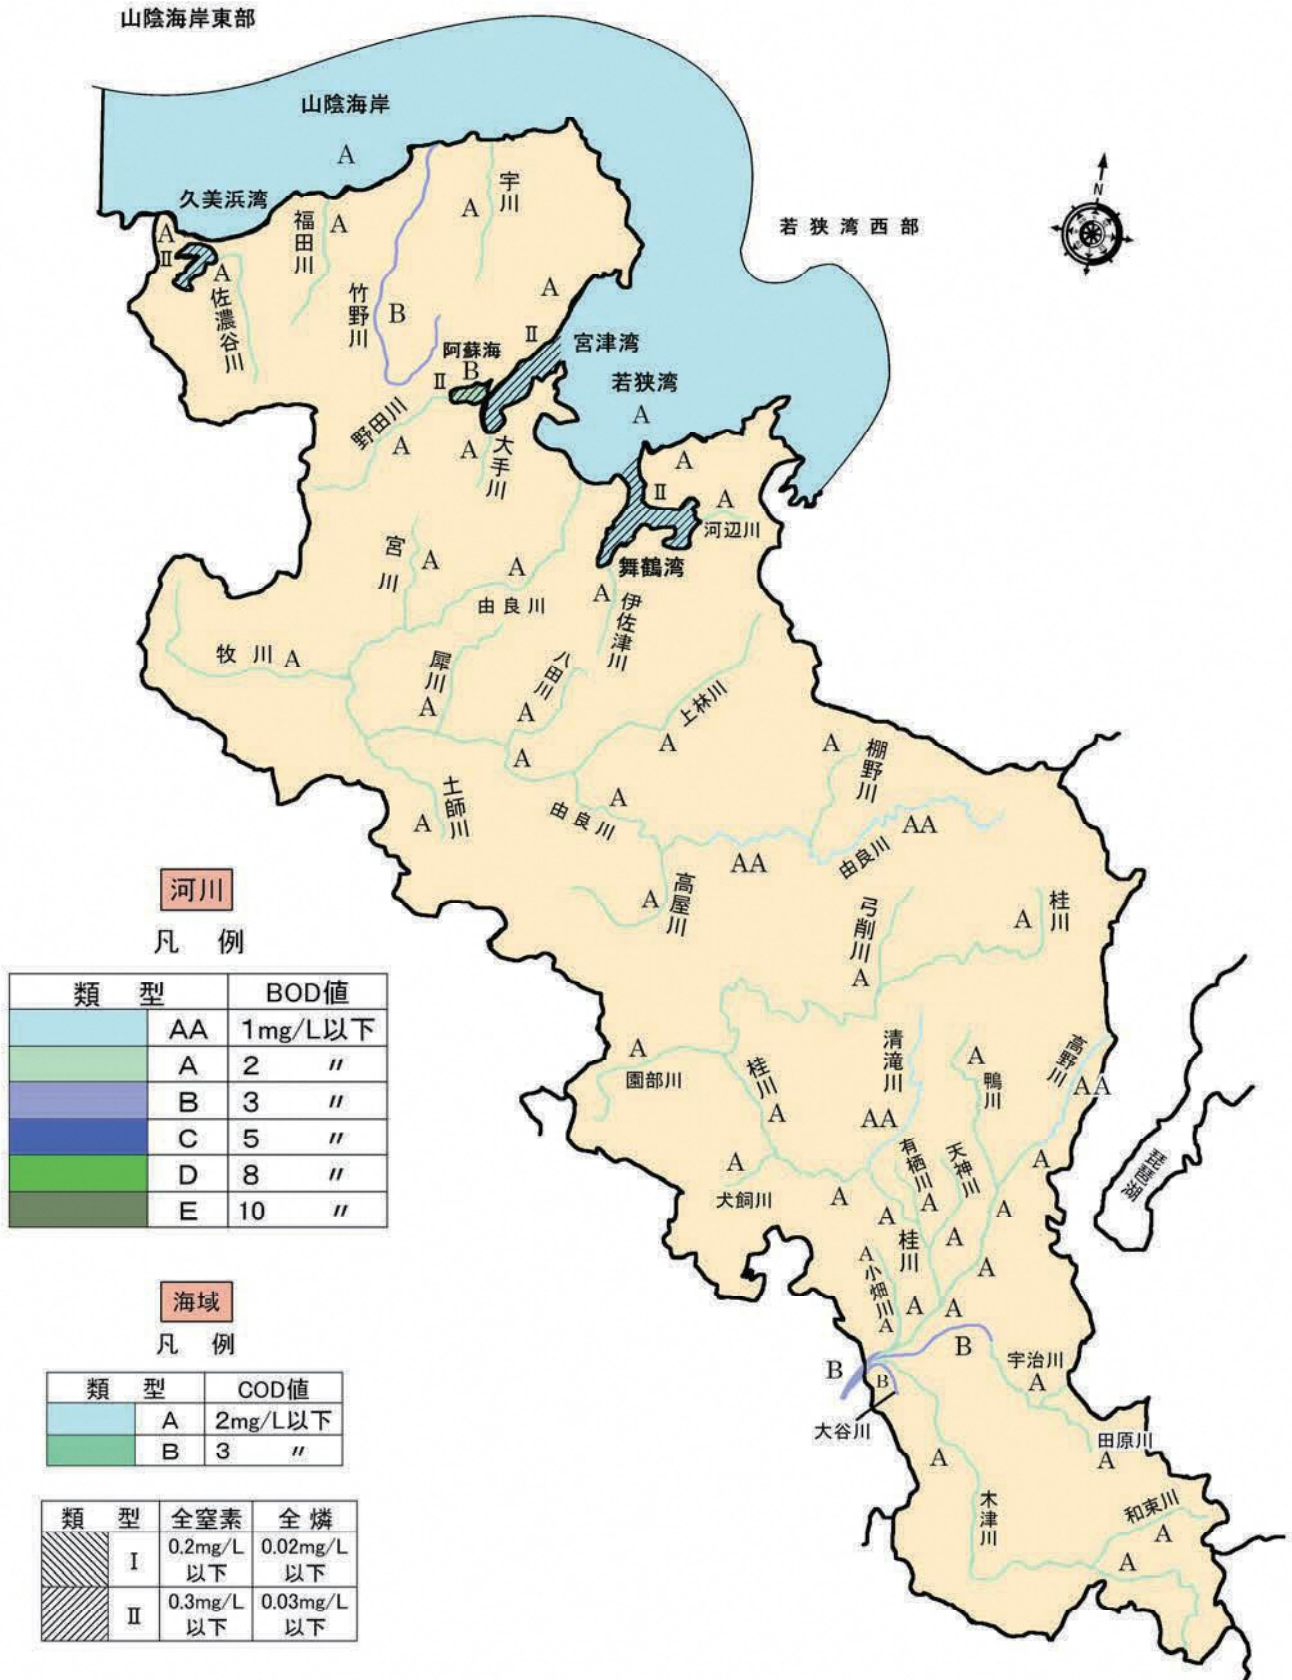 山陰海岸東部
山陰海岸
A
久美浜湾
A
Ⅱ
福田川
A
宇川
A
N
若狭湾西部
A
佐濃谷川
竹野川
B
A
Ⅱ
宮津湾
阿蘇海
B
Ⅱ
若狭湾
A
野田川
A
A
大手川
A
Ⅱ
A
河辺川
舞鶴湾
宮川
A
A
由良川
A
伊佐津川
牧川 A
犀川
A
八田川
A
A
上林川
A
A
棚野川
土師川
A
A
由良川
AA
AA
由良川
高屋川
A
弓削川
A
桂川
A
河川
凡 例
類 型 BOD値
AA 1mg/L以下
A 2 〃
B 3 〃
C 5 〃
D 8 〃
E 10 〃
A
園部川
桂川
A
清滝川
AA
A
鴨川
高野川
AA
琵琶湖
A
犬飼川
A
有栖川
A
天神川
A
A
A
桂川
A
A
A
小畑川
A
A
A
海域
凡 例
類 型 COD値
A 2mg/L以下
B 3 〃
類 型 全窒素 全燐
Ⅰ 0.2mg/L以下 0.02mg/L以下
Ⅱ 0.3mg/L以下 0.03mg/L以下
B
B
B
大谷川
宇治川
A
田原川
A
A
木津川
和束川
A
A